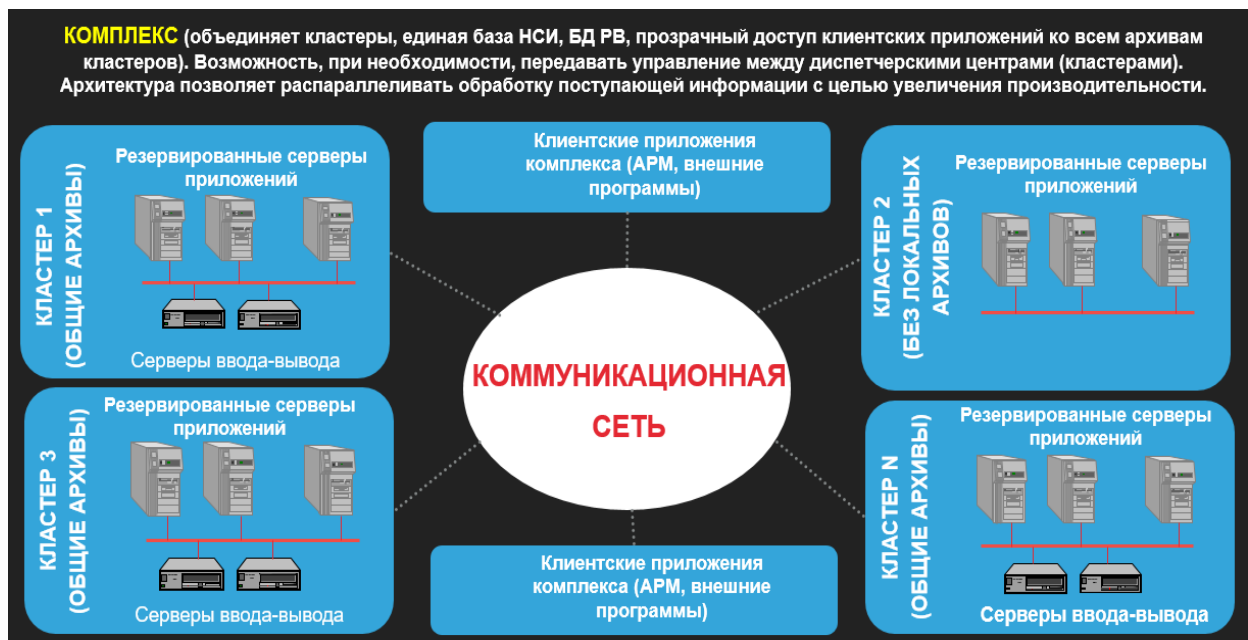 КОМПЛЕКС (объединяет кластеры, единая база НСИ, БД РВ, прозрачный доступ клиентских приложений ко всем архивам
кластеров). Возможность, при необходимости, передавать управление между диспетчерскими центрами (кластерами).
Архитектура позволяет распараллеливать обработку поступающей информации с целью увеличения производительности.
КЛАСТЕР 1
(ОБЩИЕ АРХИВЫ)
Резервированные серверы
приложений
Серверы ввода-вывода
Клиентские приложения
комплекса (АРМ, внешние
программы)
КЛАСТЕР 2
(БЕЗ ЛОКАЛЬНЫХ
АРХИВОВ)
Резервированные серверы
приложений
КОММУНИКАЦИОННАЯ
СЕТЬ
КЛАСТЕР 3
(ОБЩИЕ АРХИВЫ)
Резервированные серверы
приложений
Серверы ввода-вывода
Клиентские приложения
комплекса (АРМ, внешние
программы)
КЛАСТЕР N
(ОБЩИЕ АРХИВЫ)
Резервированные серверы
приложений
Серверы ввода-вывода